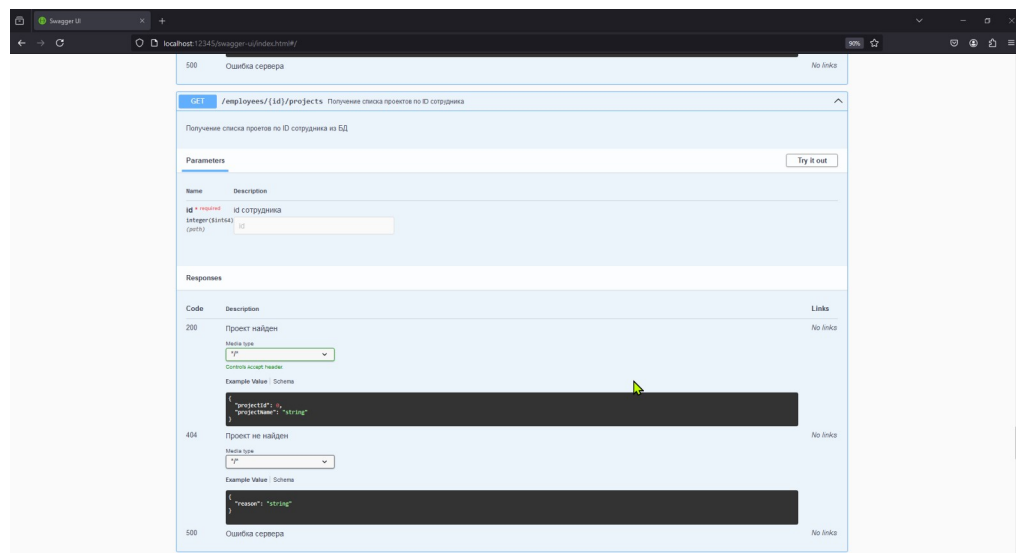 Swagger UI
localhost:12345/swagger-ui/index.html#/
90%
500 Ошибка сервера No links
GET /employees/{id}/projects Получение списка проектов по ID сотрудника
Получение списка проетов по ID сотрудника из БД
Parameters Try it out
Name Description
id * required id сотрудника
integer($int64)
(path)
id
Responses
Code Description Links
200 Проект найден No links
Media type
*/*
Controls Accept header.
Example Value | Schema
{
"projectId": 0,
"projectName": "string"
}
404 Проект не найден No links
Media type
*/*
Example Value | Schema
{
"reason": "string"
}
500 Ошибка сервера No links